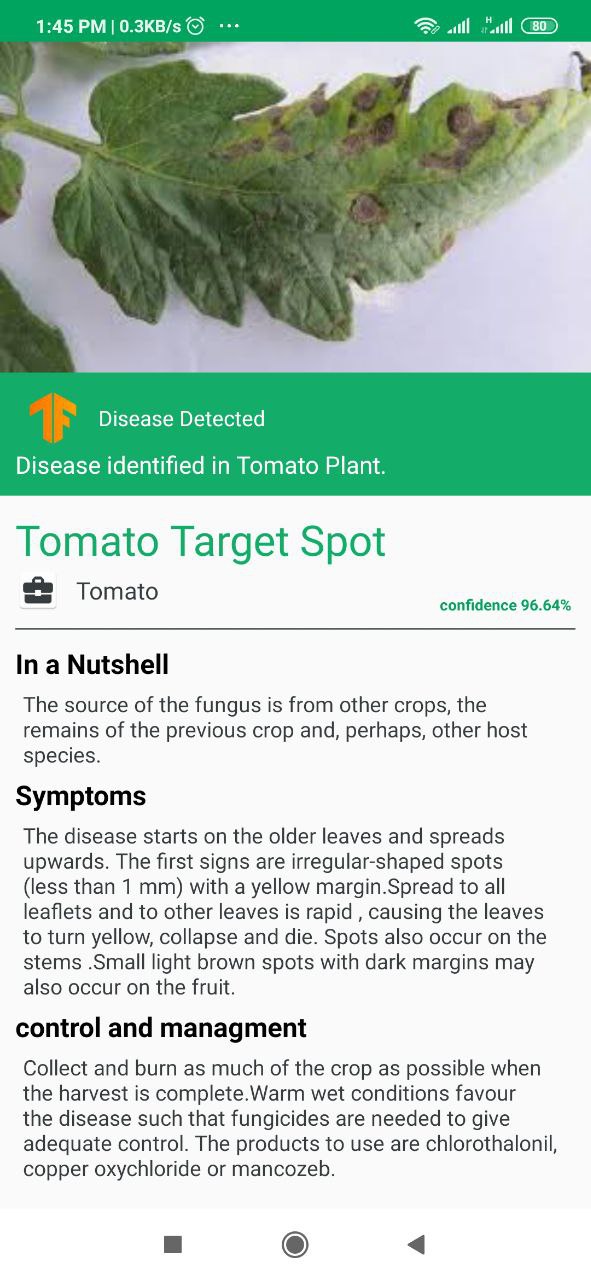 1:45 PM | 0.3KB/s ...
H
80
Disease Detected
Disease identified in Tomato Plant.
Tomato Target Spot
Tomato
confidence 96.64%
In a Nutshell
The source of the fungus is from other crops, the
remains of the previous crop and, perhaps, other host
species.
Symptoms
The disease starts on the older leaves and spreads
upwards. The first signs are irregular-shaped spots
(less than 1 mm) with a yellow margin.Spread to all
leaflets and to other leaves is rapid , causing the leaves
to turn yellow, collapse and die. Spots also occur on the
stems .Small light brown spots with dark margins may
also occur on the fruit.
control and managment
Collect and burn as much of the crop as possible when
the harvest is complete.Warm wet conditions favour
the disease such that fungicides are needed to give
adequate control. The products to use are chlorothalonil,
copper oxychloride or mancozeb.